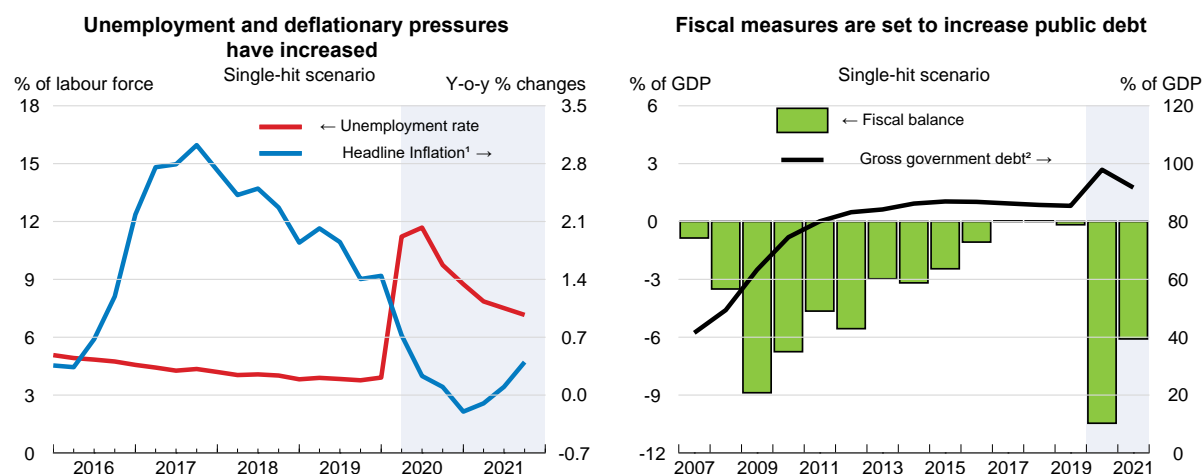 Unemployment and deflationary pressures
have increased
Single-hit scenario
% of labour force
Y-o-y % changes
18
15
12
9
6
3
0
3.5
2.8
2.1
1.4
0.7
0.0
-0.7
← Unemployment rate
Headline Inflation¹ →
2016 2017 2018 2019 2020 2021
Fiscal measures are set to increase public debt
Single-hit scenario
% of GDP
% of GDP
6
3
0
-3
-6
-9
-12
120
100
80
60
40
20
0
← Fiscal balance
Gross government debt² →
2007 2009 2011 2013 2015 2017 2019 2021